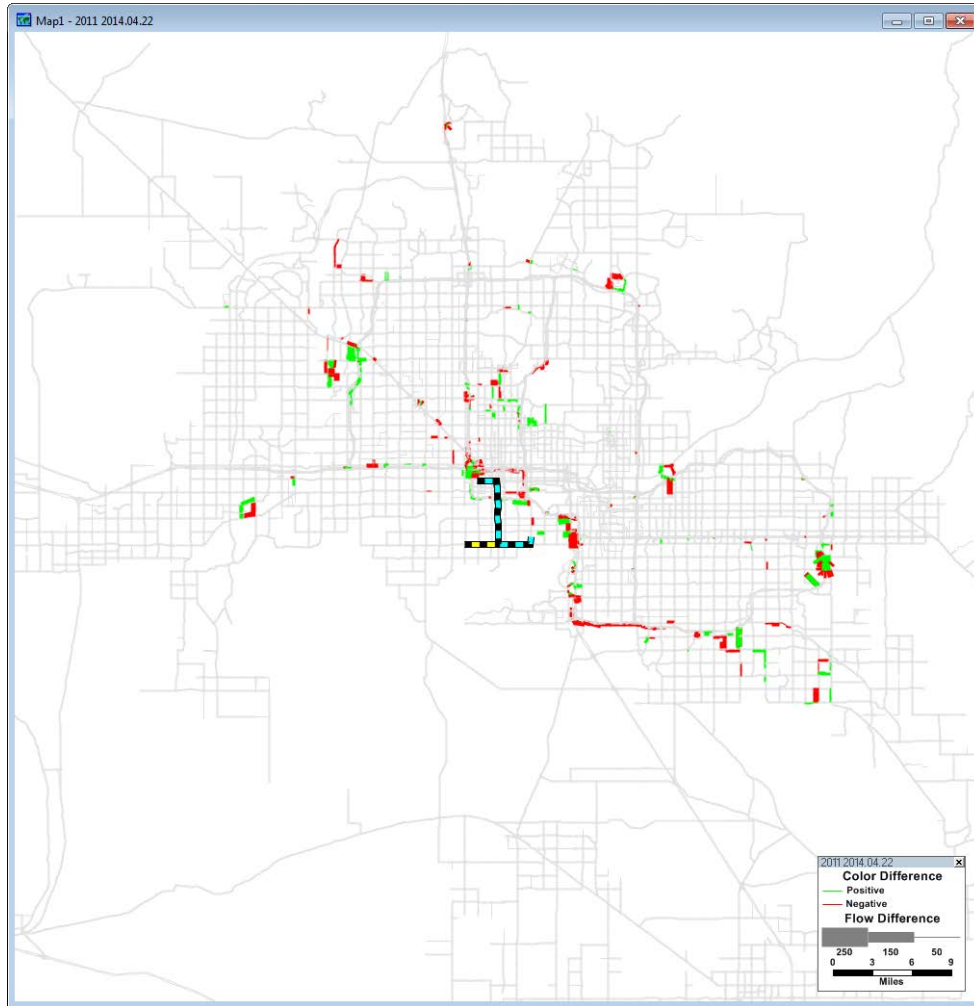 Map1 - 2011 2014.04.22
2011 2014.04.22
Color Difference
Positive
Negative
Flow Difference
250 150 50
0 3 6 9
Miles